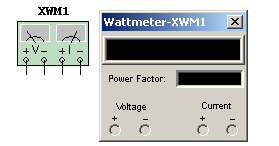 XWM1
+V- +I-
Wattmeter-XWM1
Power Factor:
Voltage Current
+ - + -